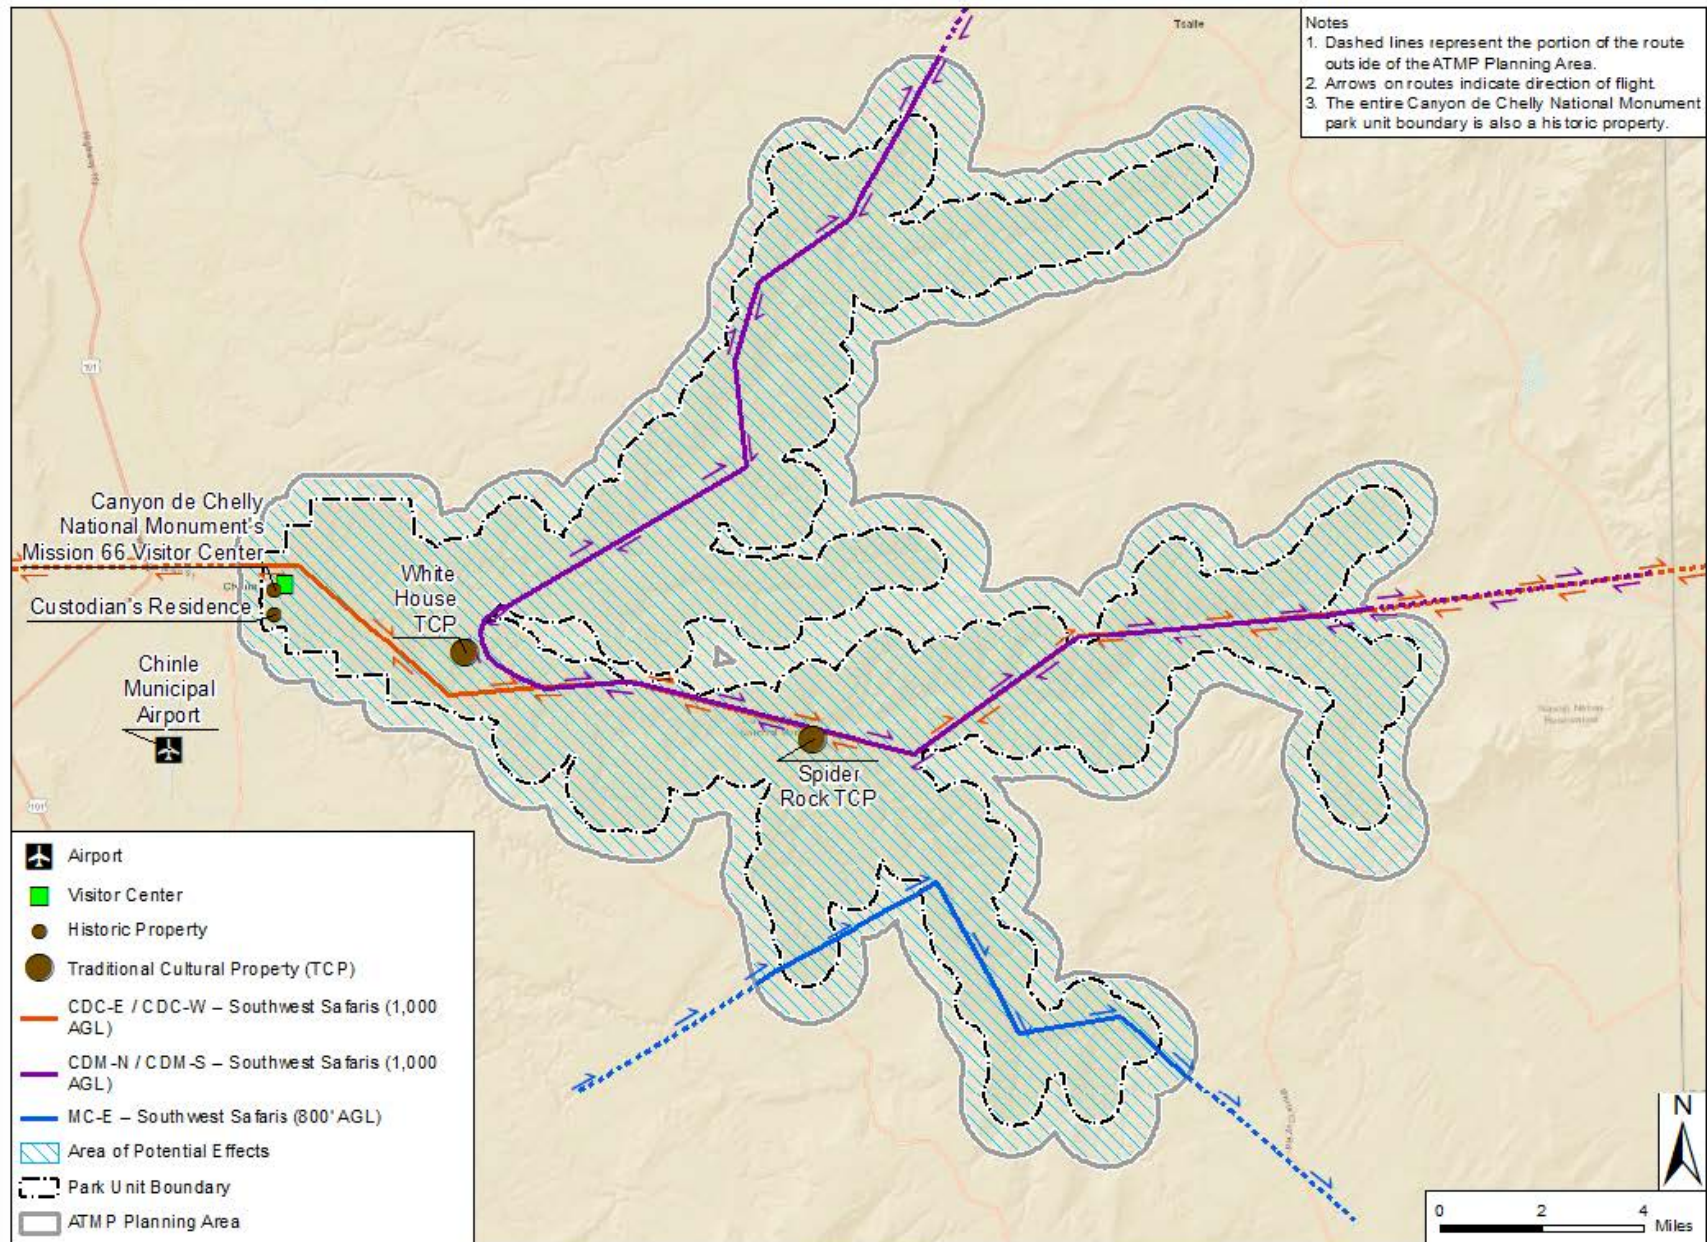 Tsaile
Notes
1. Dashed lines represent the portion of the route
outside of the ATMP Planning Area.
2. Arrows on routes indicate direction of flight.
3. The entire Canyon de Chelly National Monument
park unit boundary is also a historic property.
191
Canyon de Chelly
National Monument's
Mission 66 Visitor Center
Custodian's Residence
White
House
TCP
Chinle
Municipal
Airport
Spider
Rock TCP
191
Airport
Visitor Center
Historic Property
Traditional Cultural Property (TCP)
CDC-E / CDC-W – Southwest Safaris (1,000
AGL)
CDM-N / CDM-S – Southwest Safaris (1,000
AGL)
MC-E – Southwest Safaris (800' AGL)
Area of Potential Effects
Park Unit Boundary
ATMP Planning Area
N
0 2 4
Miles